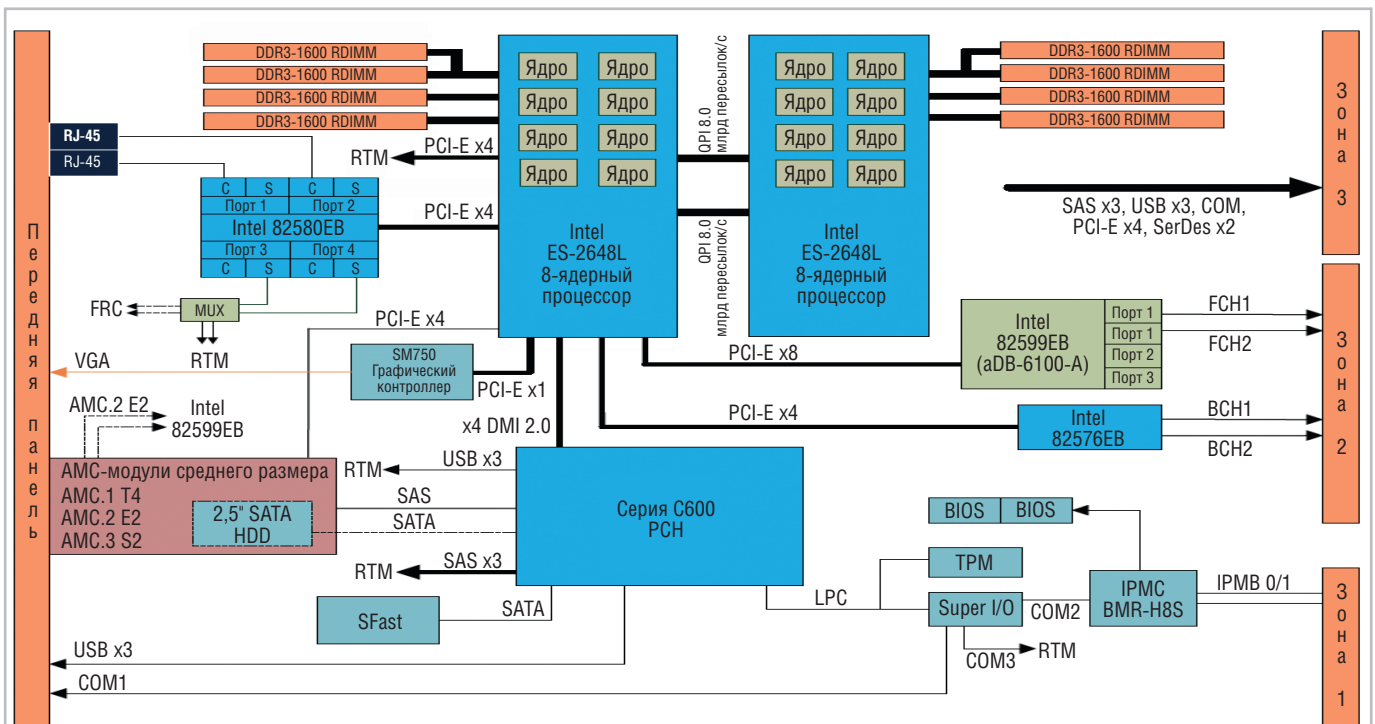 Передняя панель
DDR3-1600 RDIMM
DDR3-1600 RDIMM
DDR3-1600 RDIMM
DDR3-1600 RDIMM
RJ-45
RJ-45
RTM
PCI-E x4
C S C S
Порт 1 Порт 2
Intel 82580EB
Порт 3 Порт 4
C S C S
PCI-E x4
FRC
MUX
RTM
PCI-E x4
VGA
SM750
Графический
контроллер
PCI-E x1
Ядро Ядро
Ядро Ядро
Ядро Ядро
Ядро Ядро
Intel
ES-2648L
8-ядерный
процессор
QPI 8.0
млрд пересылок/с
QPI 8.0
млрд пересылок/с
Ядро Ядро
Ядро Ядро
Ядро Ядро
Ядро Ядро
Intel
ES-2648L
8-ядерный
процессор
DDR3-1600 RDIMM
DDR3-1600 RDIMM
DDR3-1600 RDIMM
DDR3-1600 RDIMM
Зона 3
SAS x3, USB x3, COM,
PCI-E x4, SerDes x2
PCI-E x8
Intel
82599EB
(aDB-6100-A)
Порт 1
Порт 1
Порт 2
Порт 3
FCH1
FCH2
Зона 2
PCI-E x4
Intel
82576EB
BCH1
BCH2
AMC.2 E2
Intel
82599EB
x4 DMI 2.0
АМС-модули среднего размера
AMC.1 T4
AMC.2 E2
AMC.3 S2
2,5" SATA
HDD
RTM
USB x3
SAS
SATA
RTM
SAS x3
Серия C600
PCH
SFast
SATA
LPC
BIOS BIOS
TPM
Super I/O
COM2
IPMC
BMR-H8S
IPMB 0/1
Зона 1
COM3
RTM
USB x3
COM1